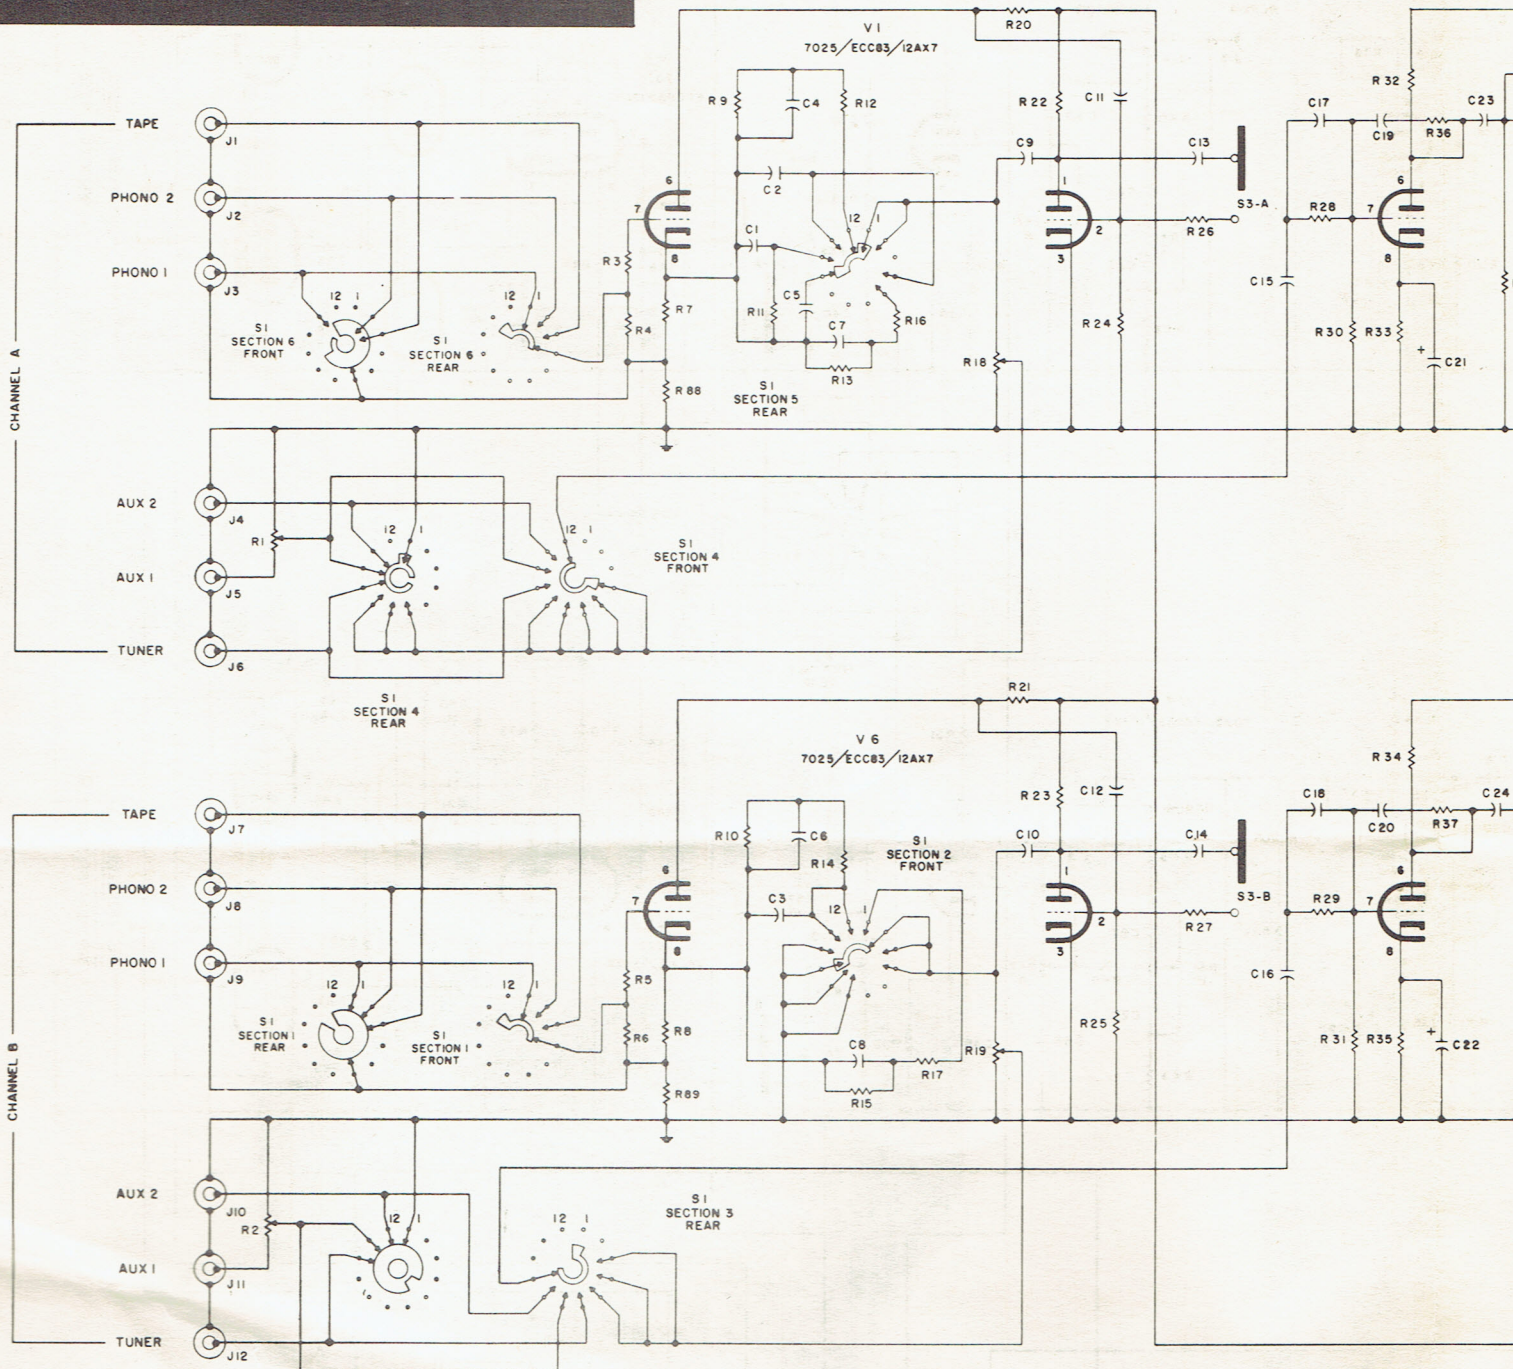 V1
7025/ECC83/12AX7
R20
R9
C4
R12
R22
C11
R32
C17
C19
R36
C23
TAPE
J1
PHONO 2
J2
PHONO 1
J3
CHANNEL A
12 1
S1
SECTION 6
FRONT
12 1
S1
SECTION 6
REAR
6
7
8
R3
R4
R7
R88
C2
C1
12 1
C5
R11
C7
R13
R16
S1
SECTION 5
REAR
C9
C13
1
2
3
S3-A
R26
R24
R18
C15
R28
R30
R33
6
7
8
+
C21
AUX 2
J4
R1
AUX 1
J5
TUNER
J6
12 1
S1
SECTION 4
REAR
12 1
S1
SECTION 4
FRONT
V6
7025/ECC83/12AX7
R21
R10
C6
R14
S1
SECTION 2
FRONT
R23
C12
R34
C18
C20
R37
C24
TAPE
J7
PHONO 2
J8
PHONO 1
J9
CHANNEL B
12 1
S1
SECTION 1
REAR
12 1
S1
SECTION 1
FRONT
6
7
8
R5
R6
R8
R89
C3
12 1
C8
R15
R17
C10
C14
1
2
3
S3-B
R27
R25
R19
C16
R29
R31
R35
6
7
8
+
C22
AUX 2
J10
R2
AUX 1
J11
TUNER
J12
12 1
12 1
S1
SECTION 3
REAR